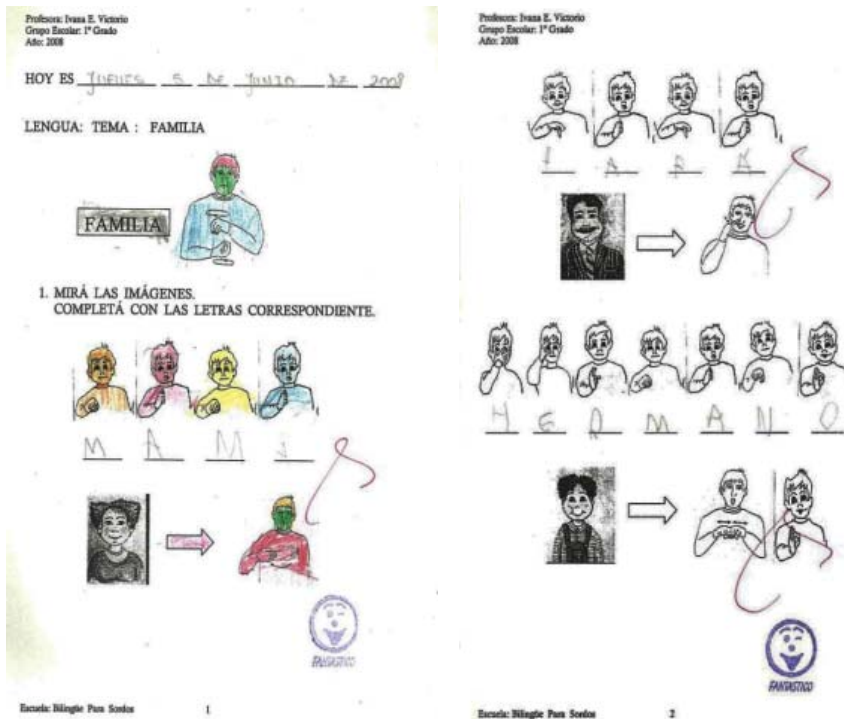 Profesora: Ivana E. Victorio
Grupo Escolar: 1º Grado
Año: 2008
HOY ES JUEVES 5 DE JUNIO DE 2008
LENGUA: TEMA : FAMILIA
FAMILIA
1. MIRÁ LAS IMÁGENES.
COMPLETÁ CON LAS LETRAS CORRESPONDIENTE.
M A M
FANTASTICO
Escuela: Bilingüe Para Sordos 1
Profesora: Ivana E. Victorio
Grupo Escolar: 1º Grado
Año: 2008
A A
H E R M A N O
FANTASTICO
Escuela: Bilingüe Para Sordos 2